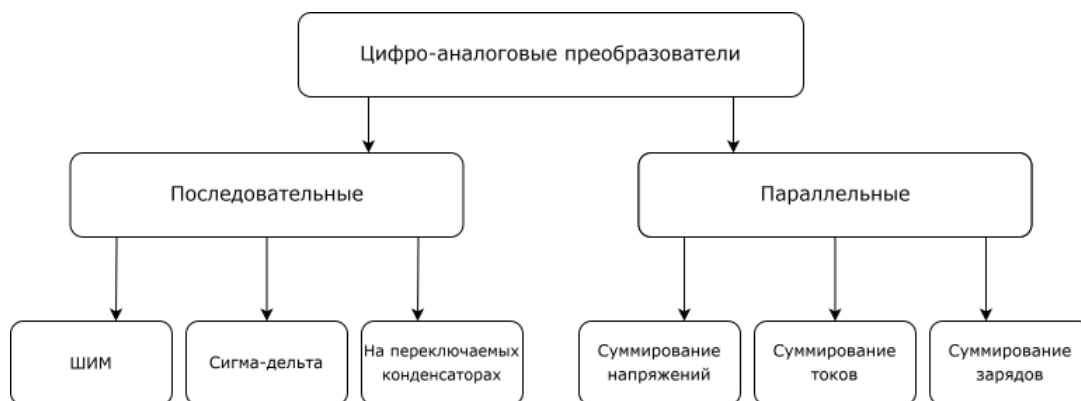 Цифро-аналоговые преобразователи
Последовательные
Параллельные
ШИМ
Сигма-дельта
На переключаемых
конденсаторах
Суммирование
напряжений
Суммирование
токов
Суммирование
зарядов